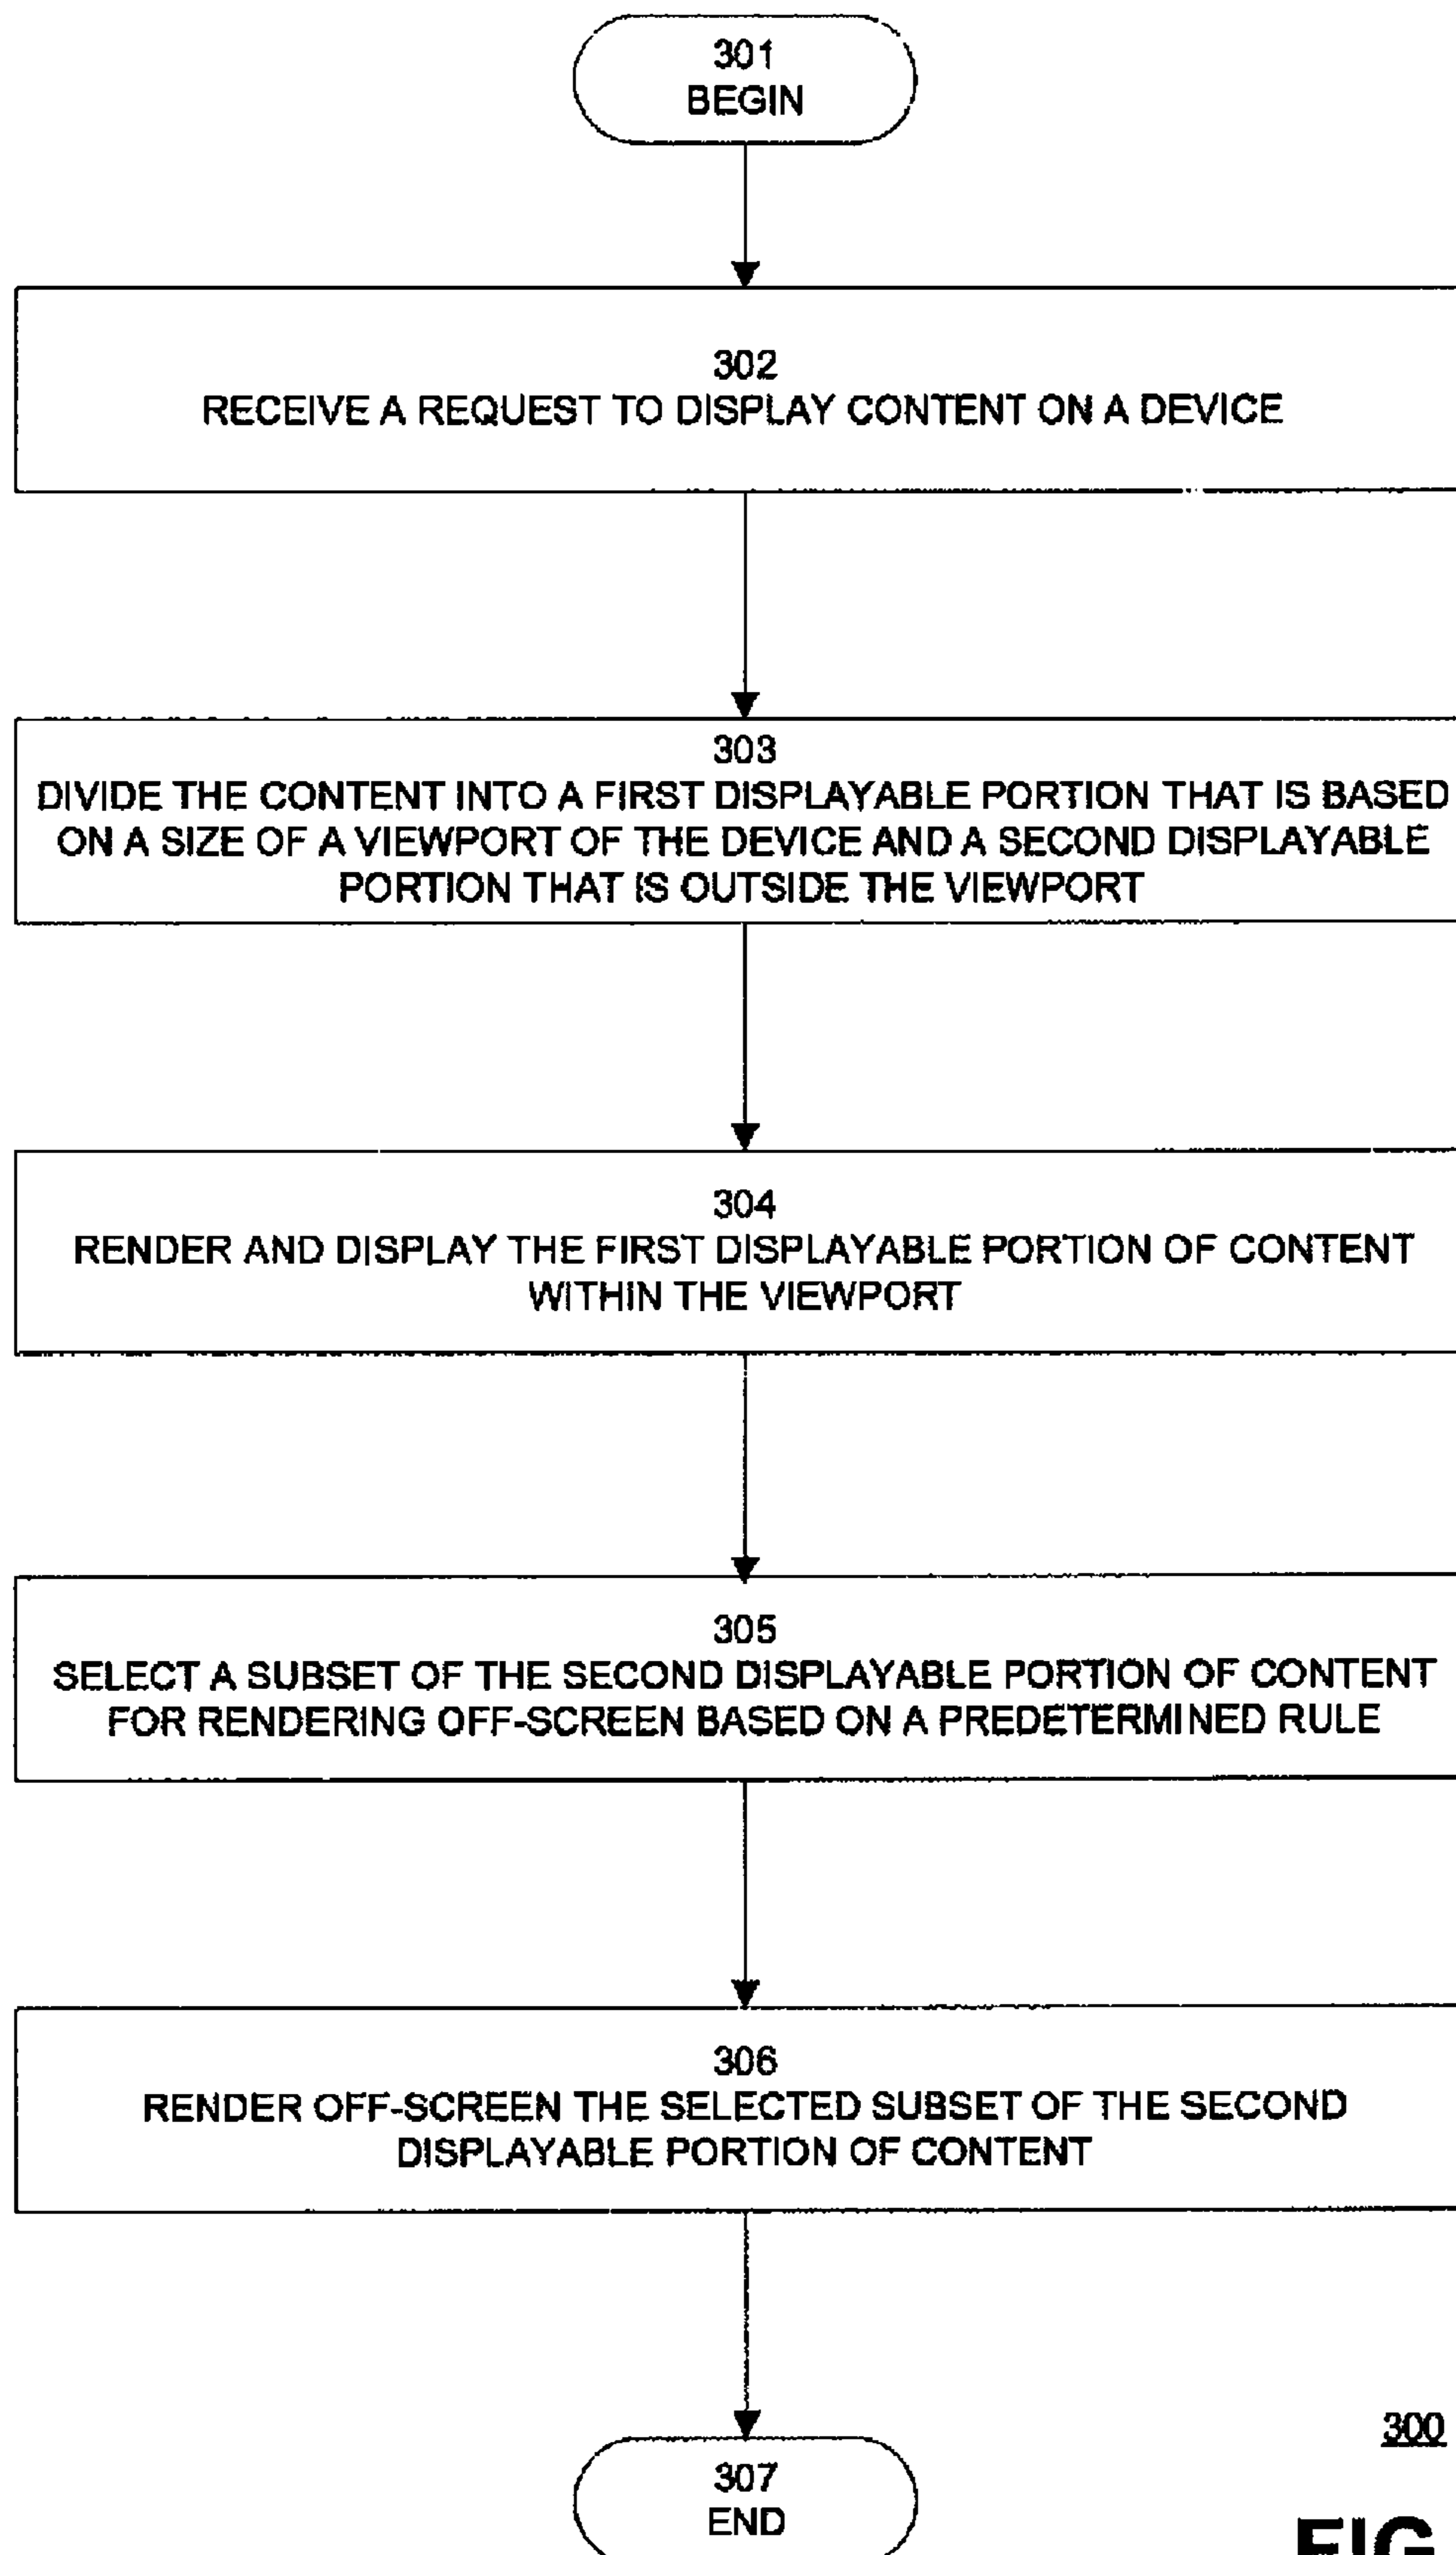 301
BEGIN
302
RECEIVE A REQUEST TO DISPLAY CONTENT ON A DEVICE
303
DIVIDE THE CONTENT INTO A FIRST DISPLAYABLE PORTION THAT IS BASED
ON A SIZE OF A VIEWPORT OF THE DEVICE AND A SECOND DISPLAYABLE
PORTION THAT IS OUTSIDE THE VIEWPORT
304
RENDER AND DISPLAY THE FIRST DISPLAYABLE PORTION OF CONTENT
WITHIN THE VIEWPORT
305
SELECT A SUBSET OF THE SECOND DISPLAYABLE PORTION OF CONTENT
FOR RENDERING OFF-SCREEN BASED ON A PREDETERMINED RULE
306
RENDER OFF-SCREEN THE SELECTED SUBSET OF THE SECOND
DISPLAYABLE PORTION OF CONTENT
300
307
END
FIG